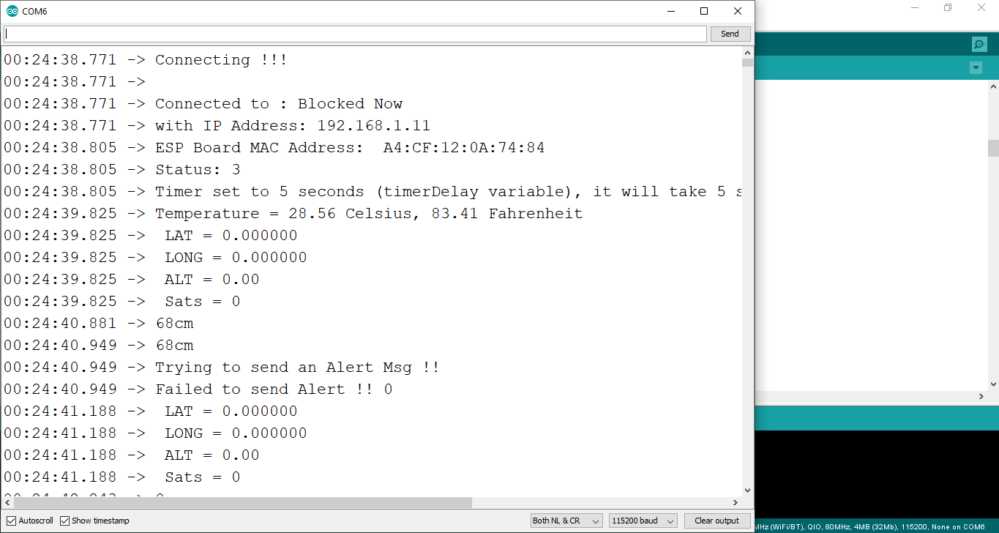 COM6
Send
00:24:38.771 -> Connecting !!!
00:24:38.771 ->
00:24:38.771 -> Connected to : Blocked Now
00:24:38.771 -> with IP Address: 192.168.1.11
00:24:38.805 -> ESP Board MAC Address:  A4:CF:12:0A:74:84
00:24:38.805 -> Status: 3
00:24:38.805 -> Timer set to 5 seconds (timerDelay variable), it will take 5 s
00:24:39.825 -> Temperature = 28.56 Celsius, 83.41 Fahrenheit
00:24:39.825 ->  LAT = 0.000000
00:24:39.825 ->  LONG = 0.000000
00:24:39.825 ->  ALT = 0.00
00:24:39.825 ->  Sats = 0
00:24:40.881 -> 68cm
00:24:40.949 -> 68cm
00:24:40.949 -> Trying to send an Alert Msg !!
00:24:40.949 -> Failed to send Alert !! 0
00:24:41.188 ->  LAT = 0.000000
00:24:41.188 ->  LONG = 0.000000
00:24:41.188 ->  ALT = 0.00
00:24:41.188 ->  Sats = 0
Autoscroll Show timestamp Both NL & CR 115200 baud Clear output
MHz (WiFi/BT), QIO, 80MHz, 4MB (32Mb), 115200, None on COM6